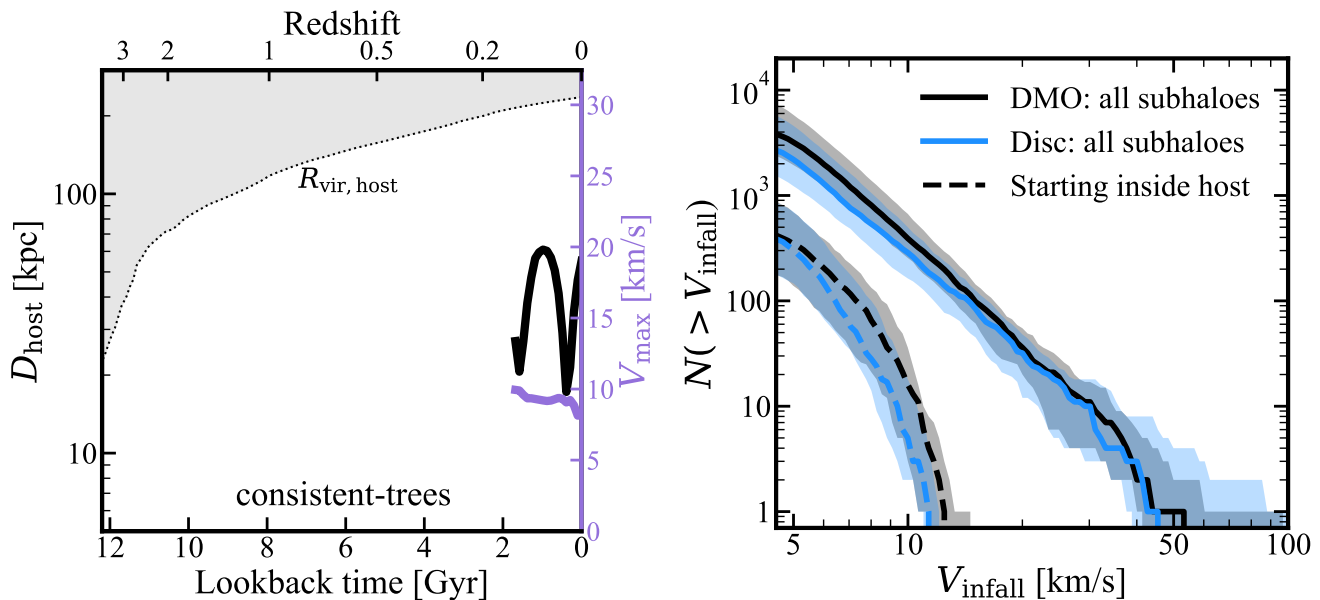 Redshift
3 2 1 0.5 0.2 0
D_host [kpc]
100
10
R_vir, host
consistent-trees
30
25
20
15
10
5
0
V_max [km/s]
12 10 8 6 4 2 0
Lookback time [Gyr]
N(> V_infall)
10^4
10^3
100
10
1
DMO: all subhaloes
Disc: all subhaloes
Starting inside host
5 10 50 100
V_infall [km/s]